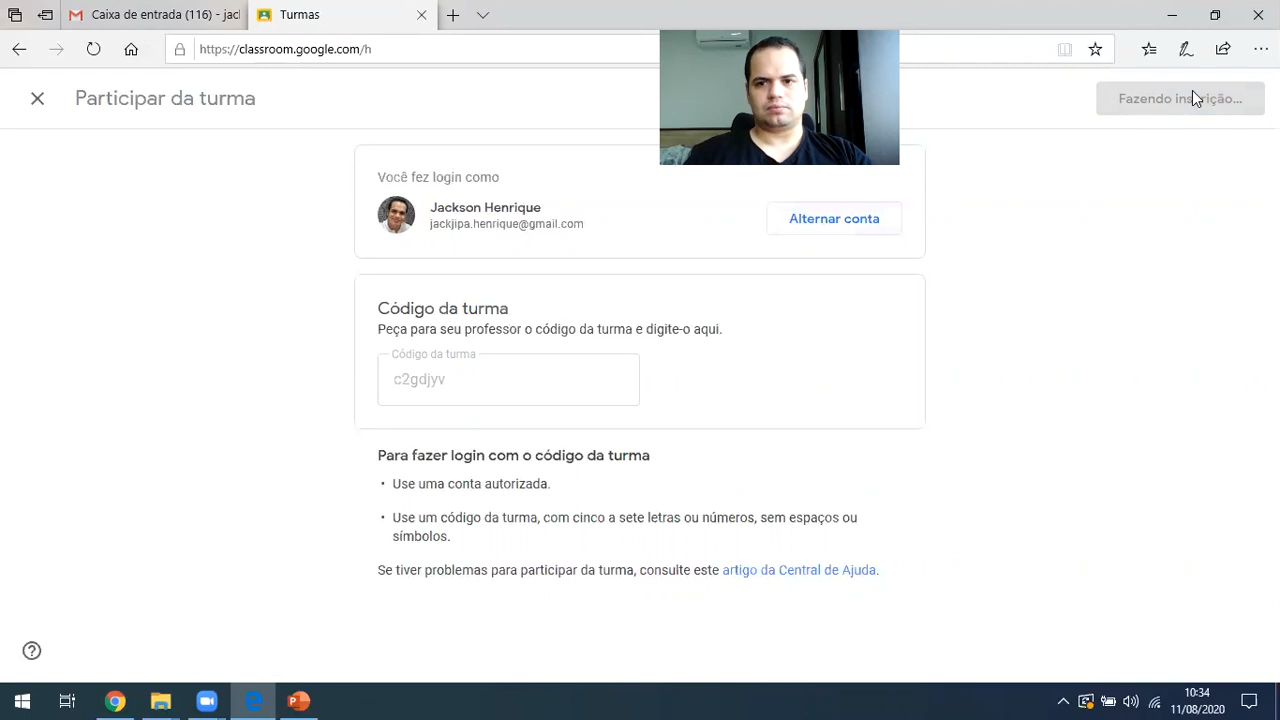 Caixa de entrada (116) - jacl
Turmas
https://classroom.google.com/h
Participar da turma
Fazendo inscrição...
Você fez login como
Jackson Henrique
jackjipa.henrique@gmail.com
Alternar conta
Código da turma
Peça para seu professor o código da turma e digite-o aqui.
Código da turma
c2gdjyv
Para fazer login com o código da turma
• Use uma conta autorizada.
• Use um código da turma, com cinco a sete letras ou números, sem espaços ou
símbolos.
Se tiver problemas para participar da turma, consulte este artigo da Central de Ajuda.
10:34
11/08/2020